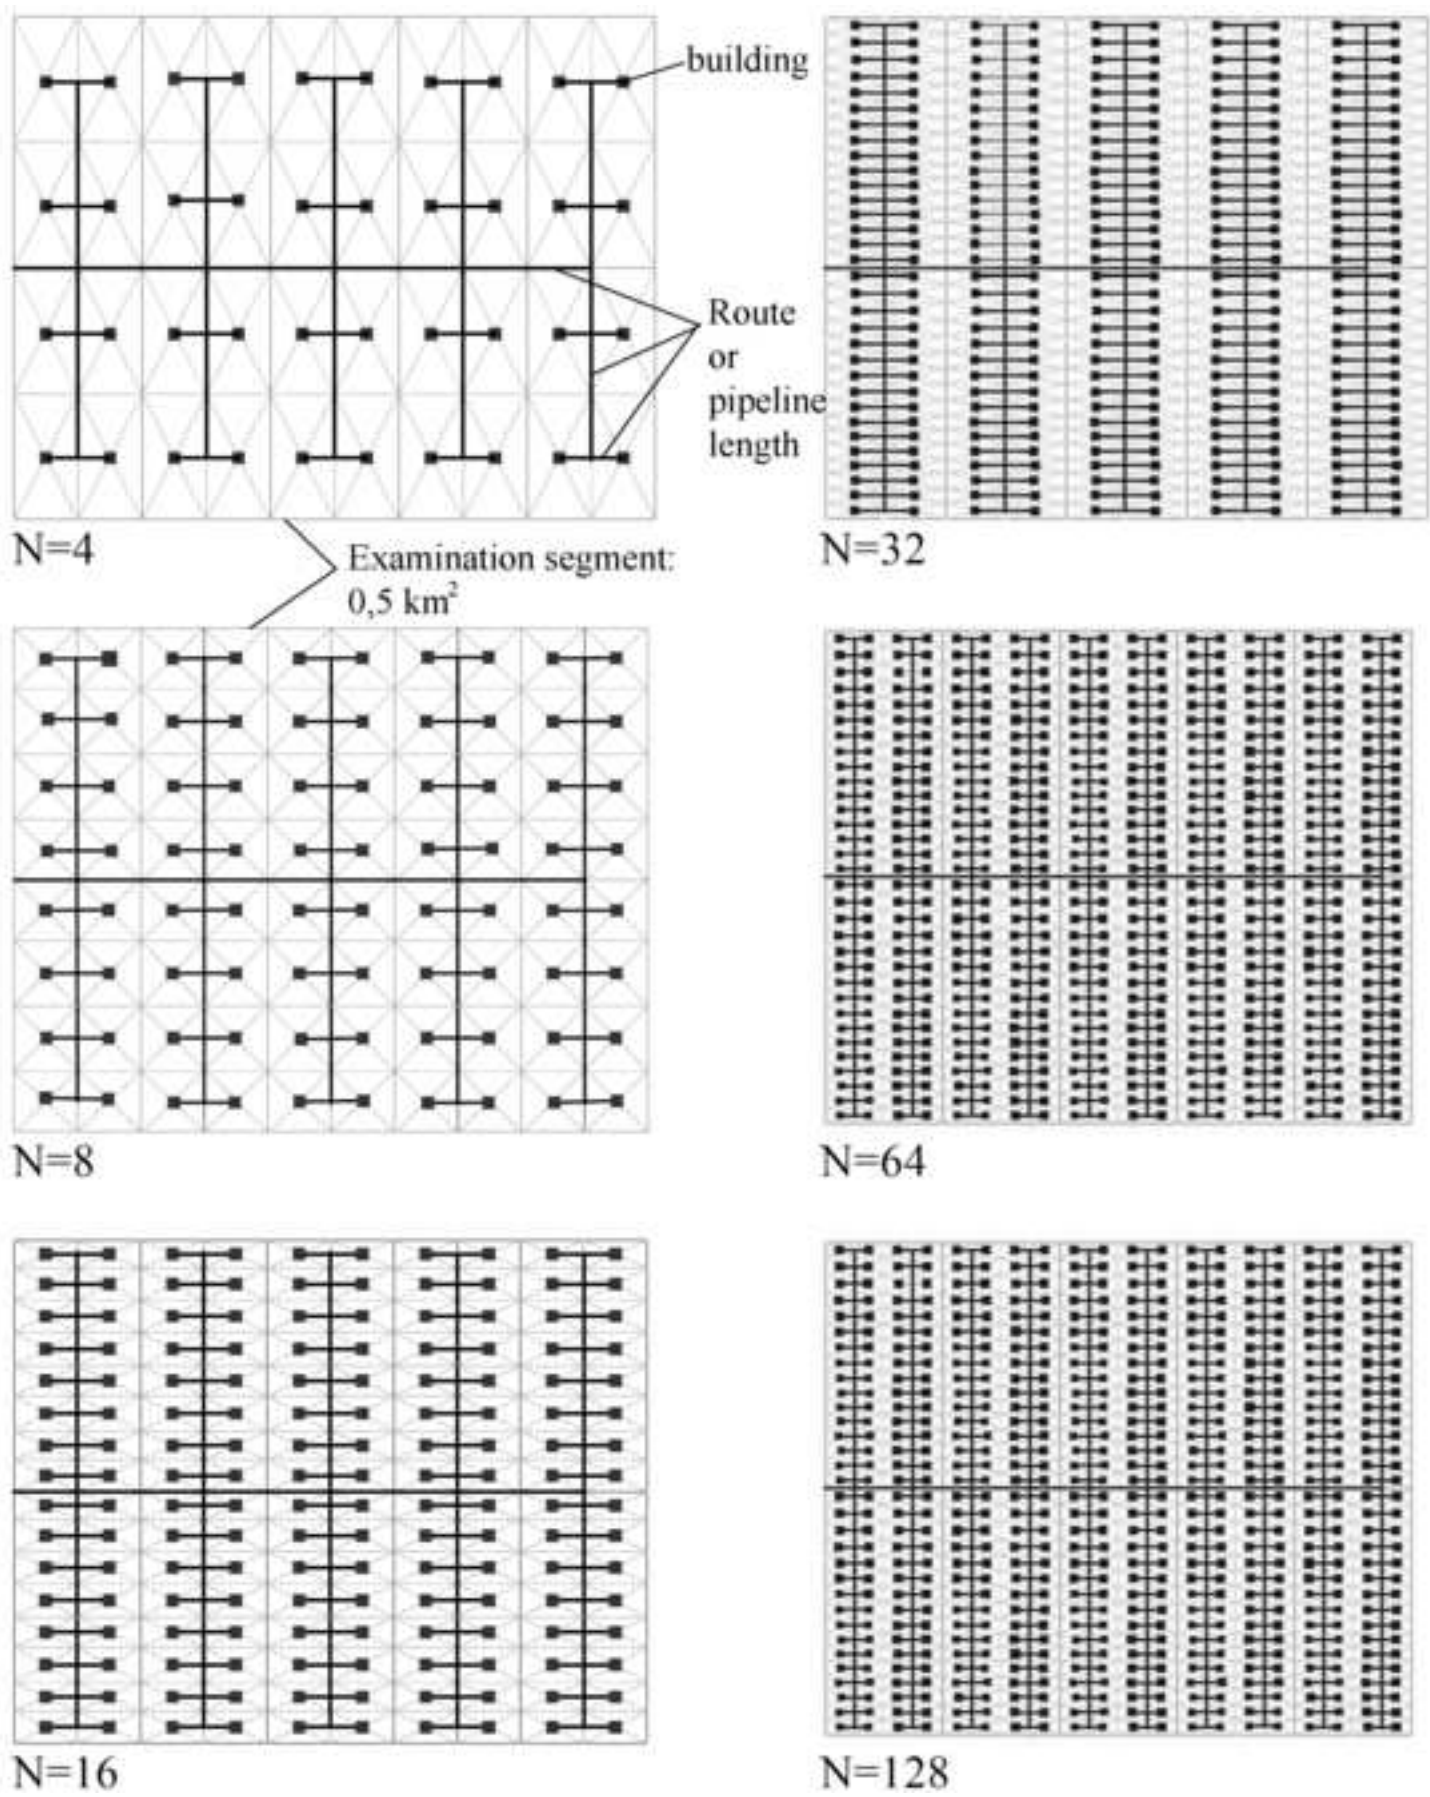 building
Route
or
pipeline
length
N=4
N=32
Examination segment:
0,5 km²
N=8
N=64
N=16
N=128